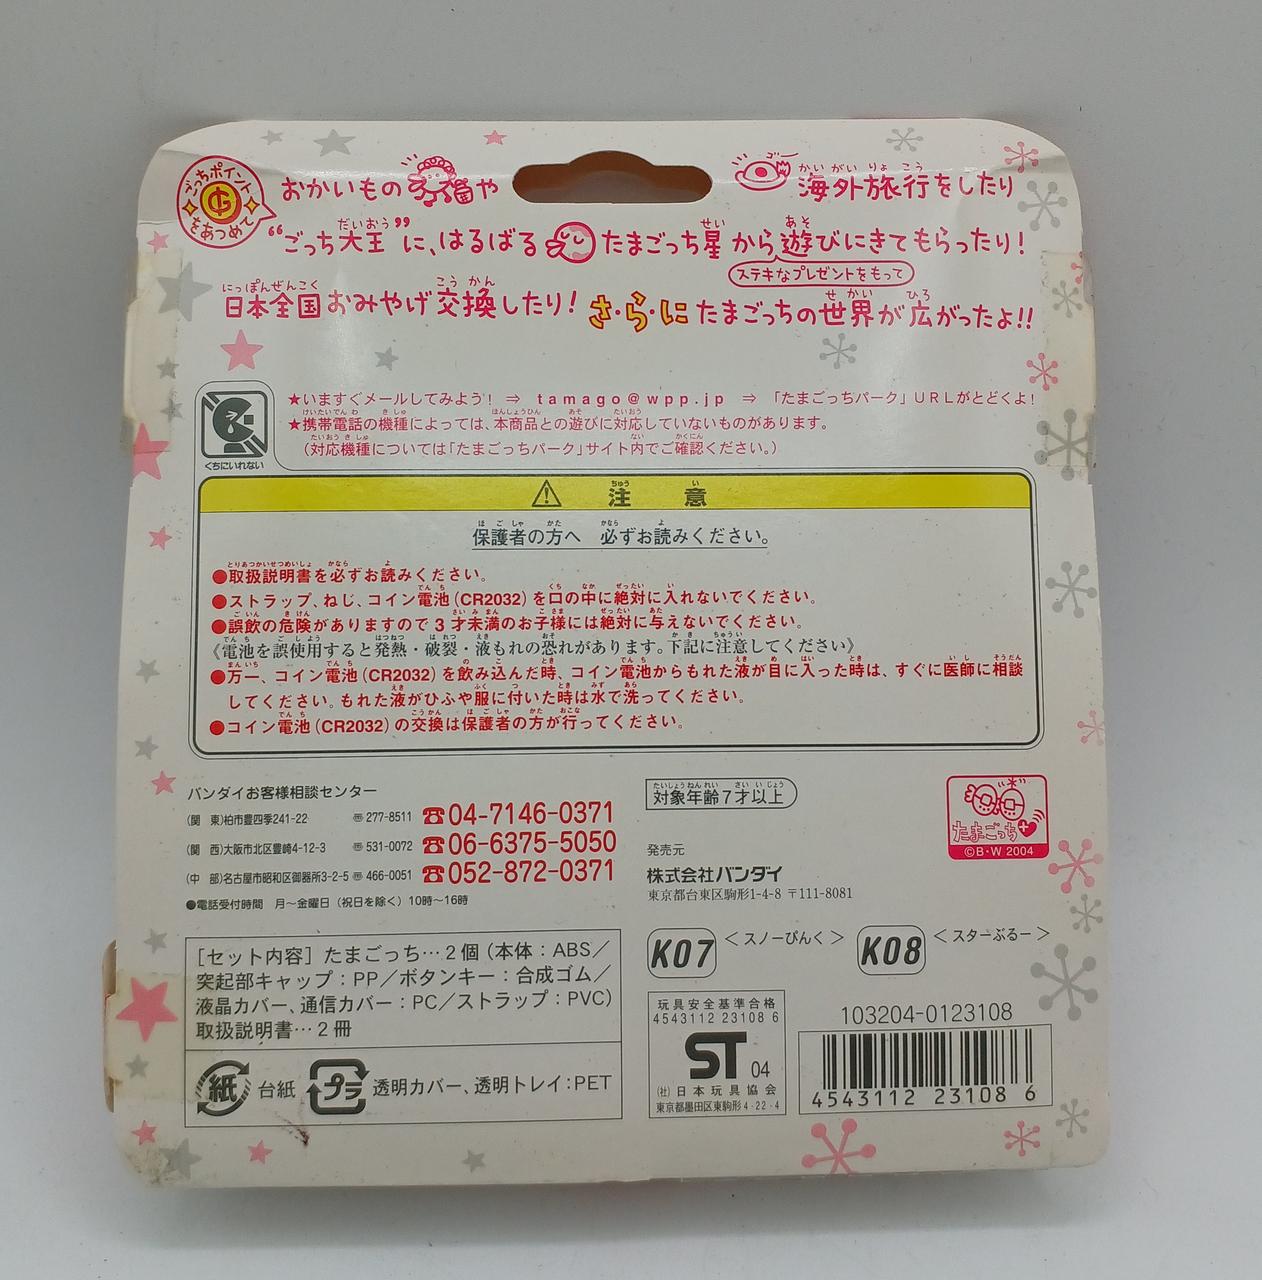 ごっちポイント
をあつめて
おかいもの
や
海外旅行をしたり
“ごっち大王”に、はるばる
たまごっち星から遊びにきてもらったり！
ステキなプレゼントをもって
日本全国おみやげ交換したり！
さ・ら・に たまごっちの世界が広がったよ!!
くちにいれない
★いますぐメールしてみよう！ ⇒ tamago@wpp.jp ⇒ 「たまごっちパーク」URLがとどくよ！
★携帯電話の機種によっては、本商品との遊びに対応していないものがあります。
（対応機種については「たまごっちパーク」サイト内でご確認ください。）
注意
保護者の方へ 必ずお読みください。
●取扱説明書を必ずお読みください。
●ストラップ、ねじ、コイン電池（CR2032）を口の中に絶対に入れないでください。
●誤飲の危険がありますので3才未満のお子様には絶対に与えないでください。
《電池を誤使用すると発熱・破裂・液もれの恐れがあります。下記に注意してください》
●万一、コイン電池（CR2032）を飲み込んだ時、コイン電池からもれた液が目に入った時は、すぐに医師に相談
してください。もれた液がひふや服に付いた時は水で洗ってください。
●コイン電池（CR2032）の交換は保護者の方が行ってください。
バンダイお客様相談センター
（関 東）柏市豊四季241-22 〒277-8511 ☎04-7146-0371
（関 西）大阪市北区豊崎4-12-3 〒531-0072 ☎06-6375-5050
（中 部）名古屋市昭和区御器所3-2-5 〒466-0051 ☎052-872-0371
●電話受付時間 月～金曜日（祝日を除く）10時～16時
対象年齢7才以上
発売元
株式会社バンダイ
東京都台東区駒形1-4-8 〒111-8081
たまごっち
©B・W 2004
K07 ＜スノーぴんく＞ K08 ＜スターぶるー＞
［セット内容］たまごっち…2個（本体：ABS／
突起部キャップ：PP／ボタンキー：合成ゴム／
液晶カバー、通信カバー：PC／ストラップ：PVC）
取扱説明書…2冊
紙 台紙 プラ 透明カバー、透明トレイ：PET
玩具安全基準合格
4543112 23108 6
ST 04
（社）日本玩具協会
東京都墨田区東駒形4-22-4
103204-0123108
4543112 23108 6